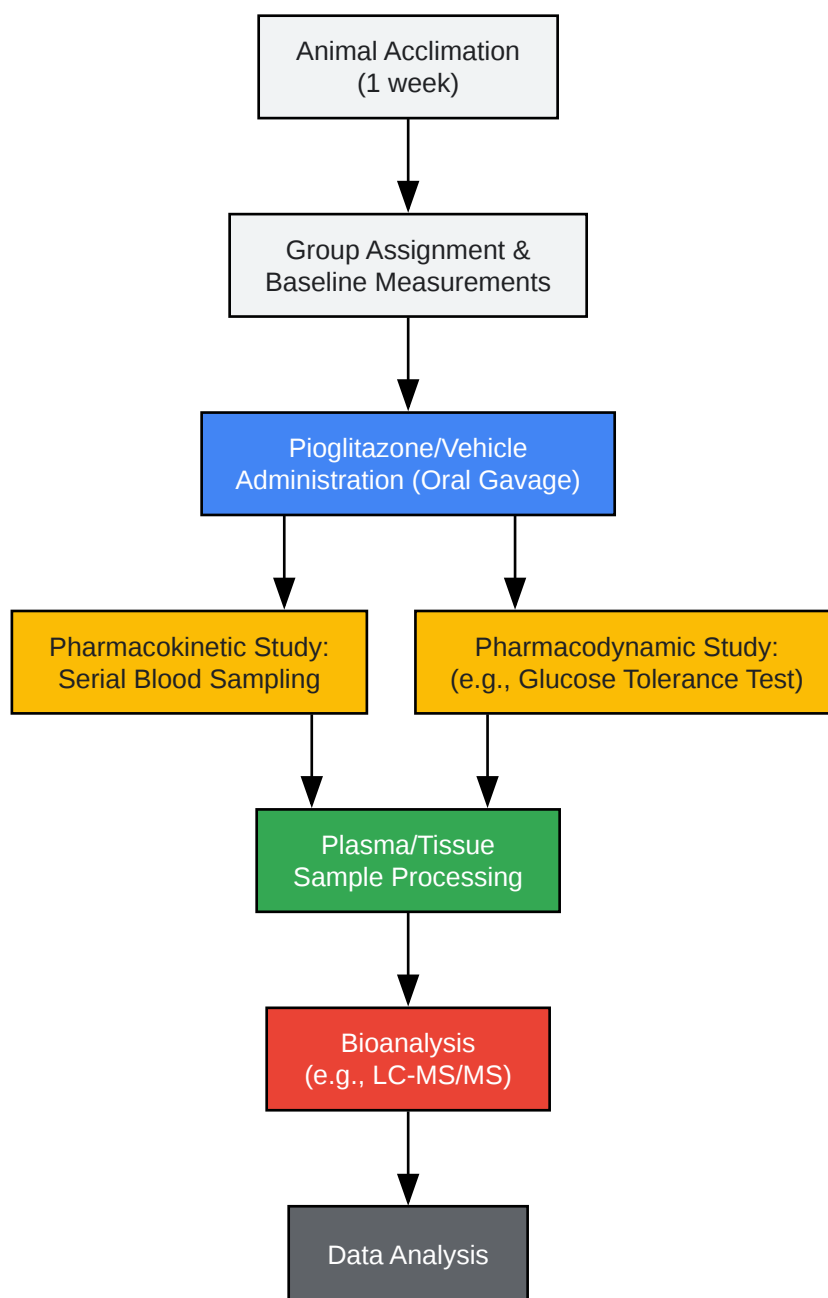 Animal Acclimation
(1 week)
Group Assignment &
Baseline Measurements
Pioglitazone/Vehicle
Administration (Oral Gavage)
Pharmacokinetic Study:
Serial Blood Sampling
Pharmacodynamic Study:
(e.g., Glucose Tolerance Test)
Plasma/Tissue
Sample Processing
Bioanalysis
(e.g., LC-MS/MS)
Data Analysis